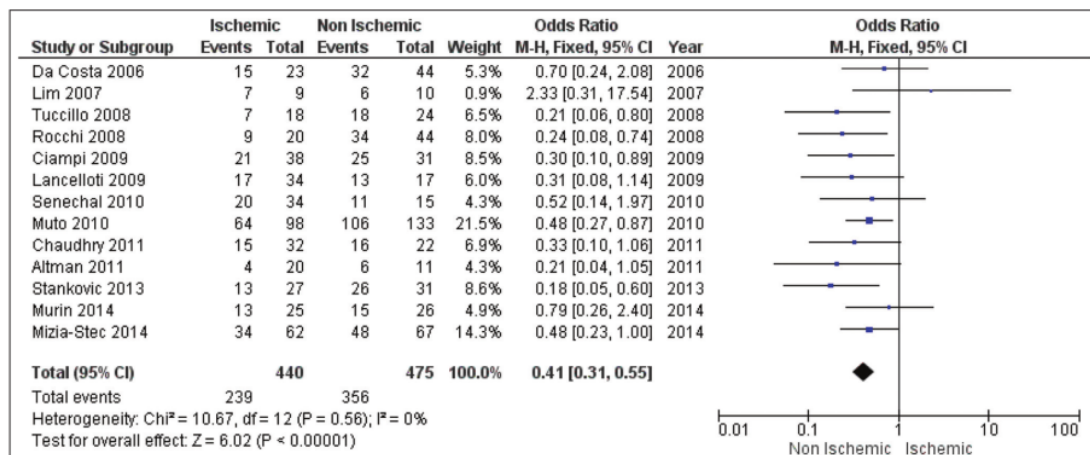 Ischemic Non Ischemic Odds Ratio Odds Ratio
Study or Subgroup Events Total Events Total Weight M-H, Fixed, 95% CI Year M-H, Fixed, 95% CI
Da Costa 2006 15 23 32 44 5.3% 0.70 [0.24, 2.08] 2006
Lim 2007 7 9 6 10 0.9% 2.33 [0.31, 17.54] 2007
Tuccillo 2008 7 18 18 24 5.4% 0.21 [0.06, 0.80] 2008
Rocchi 2008 9 20 34 44 8.0% 0.24 [0.08, 0.74] 2008
Ciampi 2009 21 38 25 31 8.5% 0.30 [0.10, 0.89] 2009
Lancelloti 2009 17 34 13 17 6.0% 0.31 [0.08, 1.14] 2009
Senechal 2010 20 34 11 15 4.3% 0.52 [0.14, 1.97] 2010
Muto 2010 64 98 106 133 21.5% 0.48 [0.27, 0.87] 2010
Chaudhry 2011 15 32 16 22 6.9% 0.33 [0.10, 1.06] 2011
Altman 2011 4 20 6 11 4.3% 0.21 [0.04, 1.05] 2011
Stankovic 2013 13 27 26 31 8.6% 0.18 [0.05, 0.60] 2013
Murin 2014 13 25 15 26 5.9% 0.79 [0.26, 2.40] 2014
Mizia-Stec 2014 34 62 48 67 14.3% 0.48 [0.23, 1.00] 2014
Total (95% CI) 440 475 100.0% 0.41 [0.31, 0.55]
Total events 239 356
Heterogeneity: Chi² = 10.67, df = 12 (P = 0.56); I² = 0%
Test for overall effect: Z = 6.02 (P < 0.00001)
0.01 0.1 1 10 100
Non Ischemic Ischemic